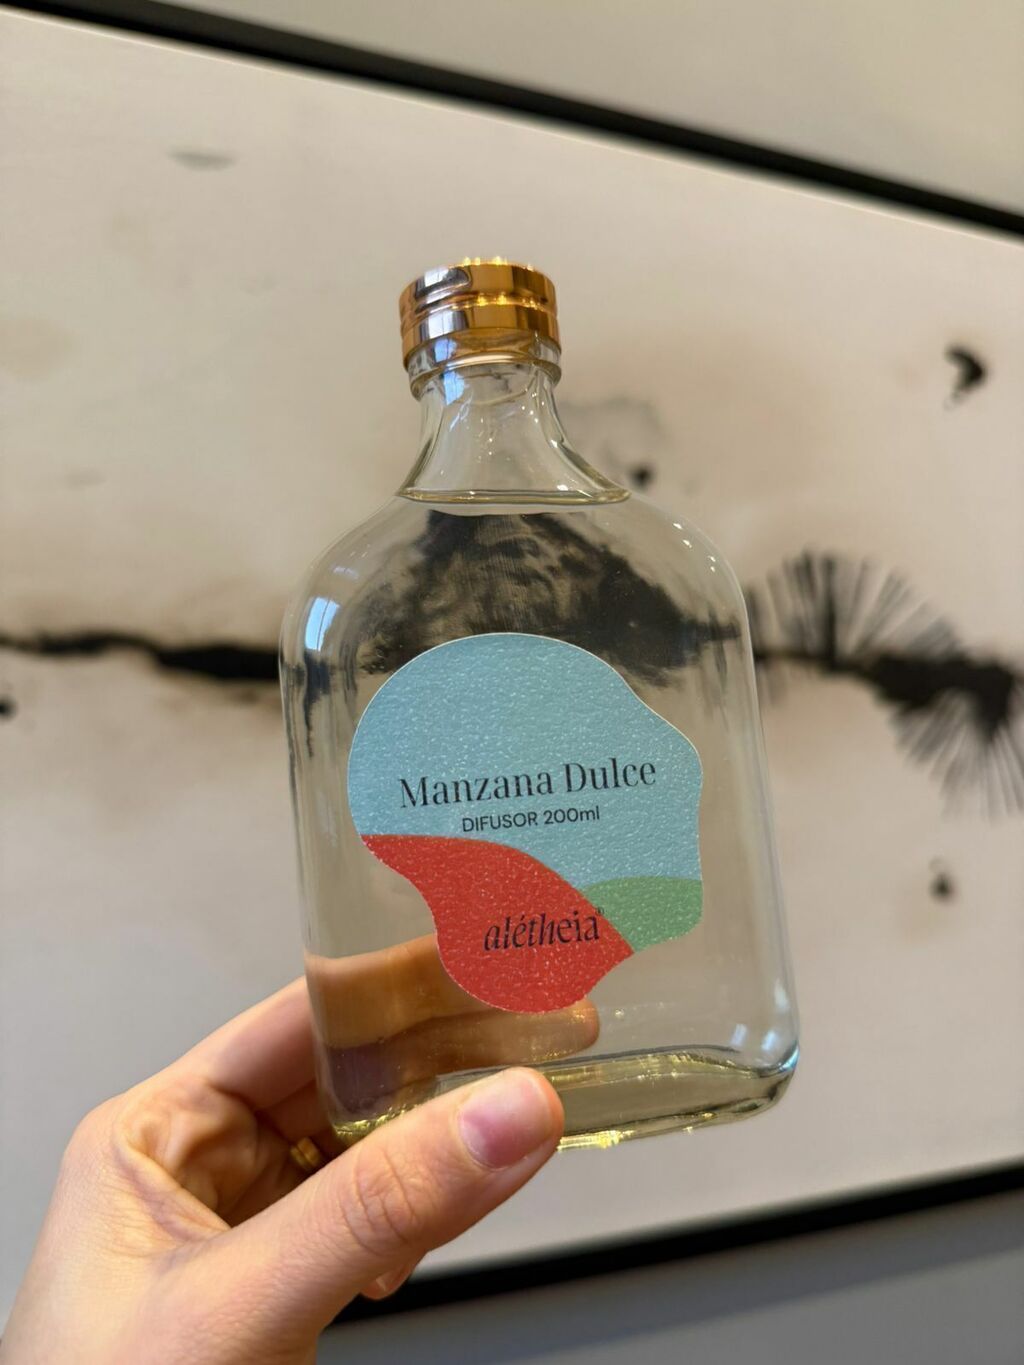 Manzana Dulce
DIFUSOR 200ml
alétheia®